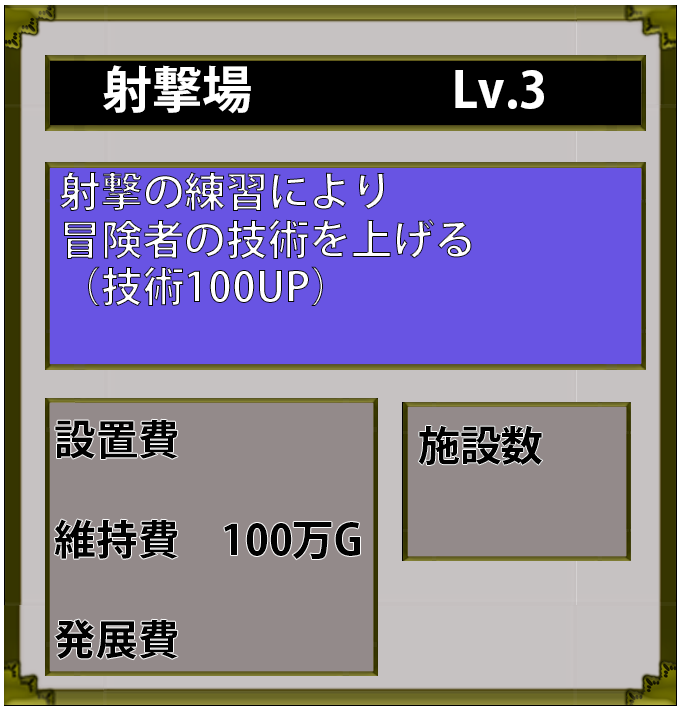 射撃場 Lv.3
射撃の練習により
冒険者の技術を上げる
（技術100UP）
設置費
維持費 100万G
発展費
施設数